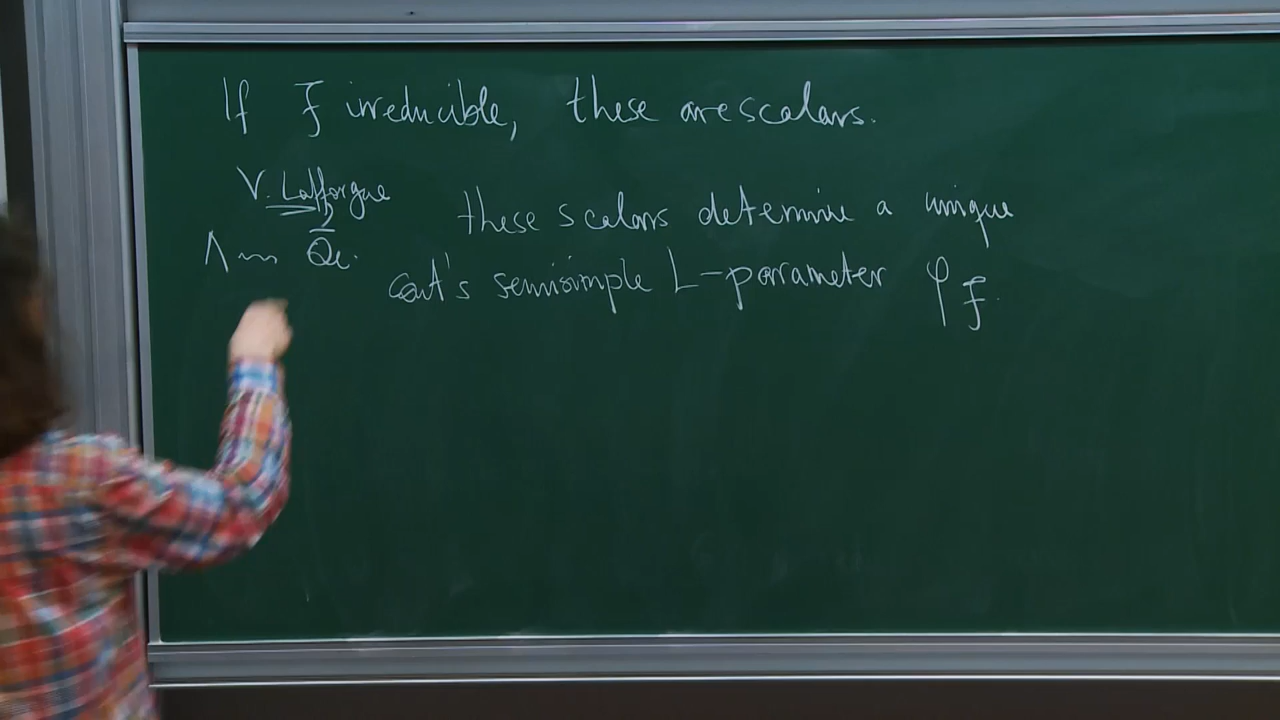 If F irreducible, these are scalars.
V. Lafforgue these scalars determine a unique
Λ ⇝ Q̄ℓ. cont's semisimple L-parameter φ_F.